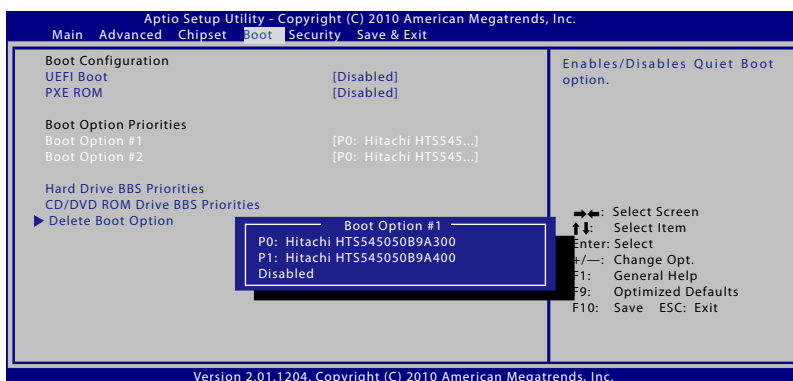 Aptio Setup Utility - Copyright (C) 2010 American Megatrends, Inc.
Main Advanced Chipset Boot Security Save & Exit
Boot Configuration
UEFI Boot [Disabled]
PXE ROM [Disabled]
Boot Option Priorities
Boot Option #1 [P0: Hitachi HTS545...]
Boot Option #2 [P0: Hitachi HTS545...]
Hard Drive BBS Priorities
CD/DVD ROM Drive BBS Priorities
Delete Boot Option
Boot Option #1
P0: Hitachi HTS545050B9A300
P1: Hitachi HTS545050B9A400
Disabled
Enables/Disables Quiet Boot
option.
→←: Select Screen
↑↓: Select Item
Enter: Select
+/—: Change Opt.
F1: General Help
F9: Optimized Defaults
F10: Save ESC: Exit
Version 2.01.1204. Copyright (C) 2010 American Megatrends, Inc.